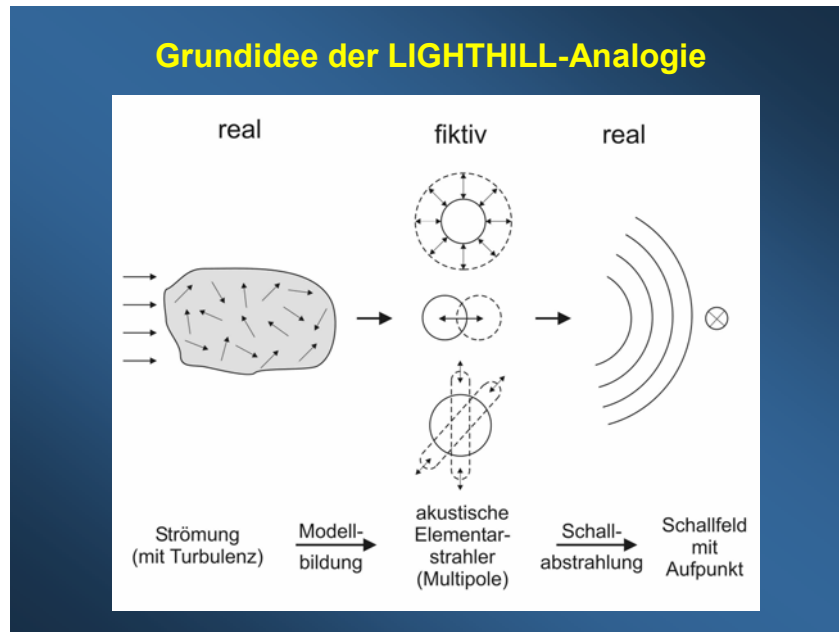 Grundidee der LIGHTHILL-Analogie
real
fiktiv
real
Strömung
(mit Turbulenz)
Modell-
bildung
akustische
Elementar-
strahler
(Multipole)
Schall-
abstrahlung
Schallfeld
mit
Aufpunkt